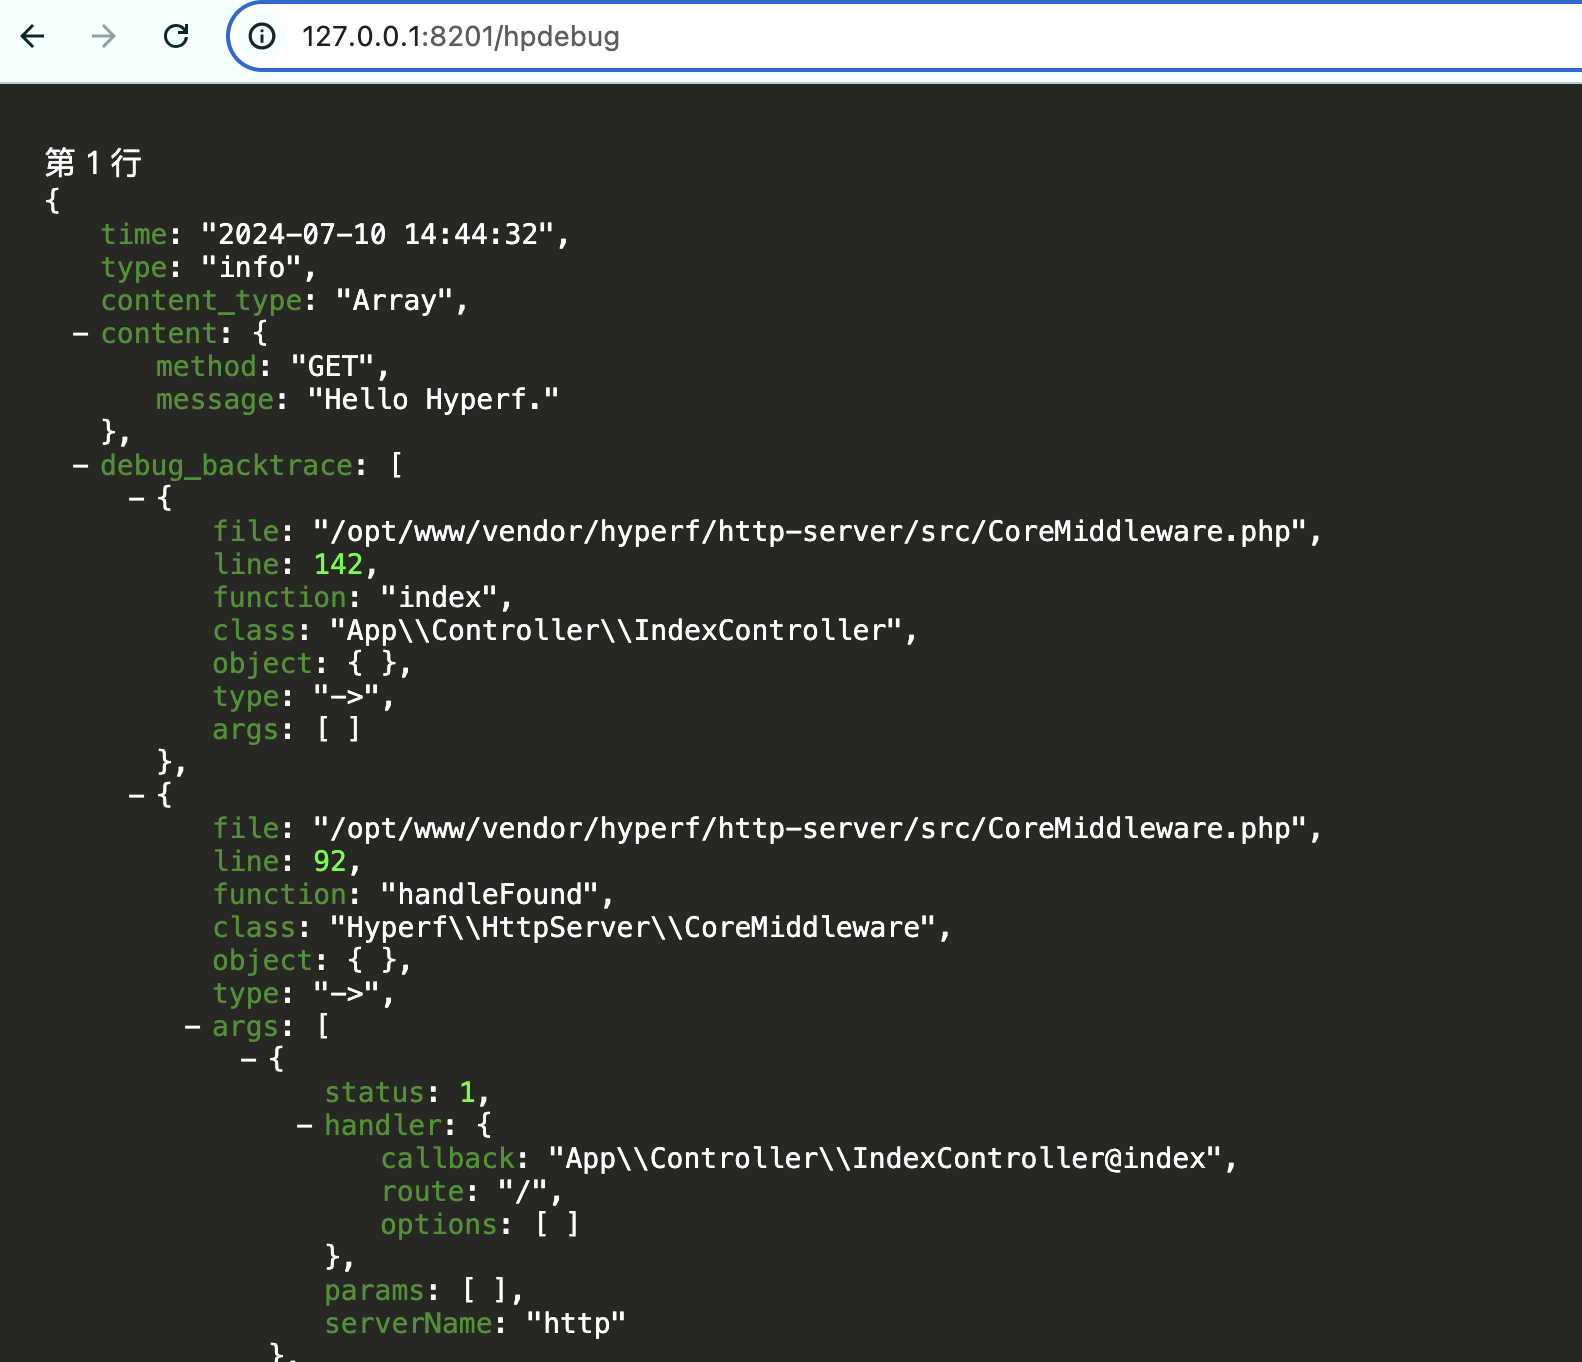 127.0.0.1:8201/hpdebug
第 1 行
{
time: "2024-07-10 14:44:32",
type: "info",
content_type: "Array",
− content: {
method: "GET",
message: "Hello Hyperf."
},
− debug_backtrace: [
− {
file: "/opt/www/vendor/hyperf/http-server/src/CoreMiddleware.php",
line: 142,
function: "index",
class: "App\\Controller\\IndexController",
object: { },
type: "->",
args: [ ]
},
− {
file: "/opt/www/vendor/hyperf/http-server/src/CoreMiddleware.php",
line: 92,
function: "handleFound",
class: "Hyperf\\HttpServer\\CoreMiddleware",
object: { },
type: "->",
− args: [
− {
status: 1,
− handler: {
callback: "App\\Controller\\IndexController@index",
route: "/",
options: [ ]
},
params: [ ],
serverName: "http"
},